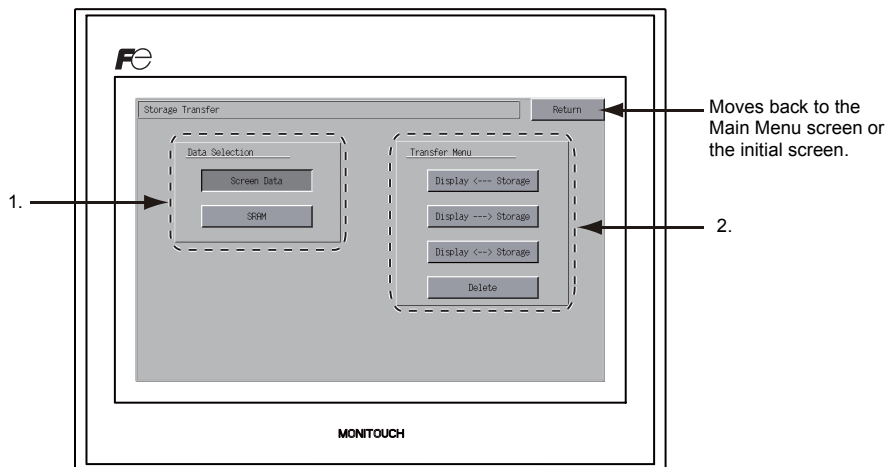 Fe
Storage Transfer
Return
Moves back to the
Main Menu screen or
the initial screen.
Data Selection
Screen Data
SRAM
1.
Transfer Menu
Display <--- Storage
Display ---> Storage
Display <--> Storage
Delete
2.
MONITOUCH